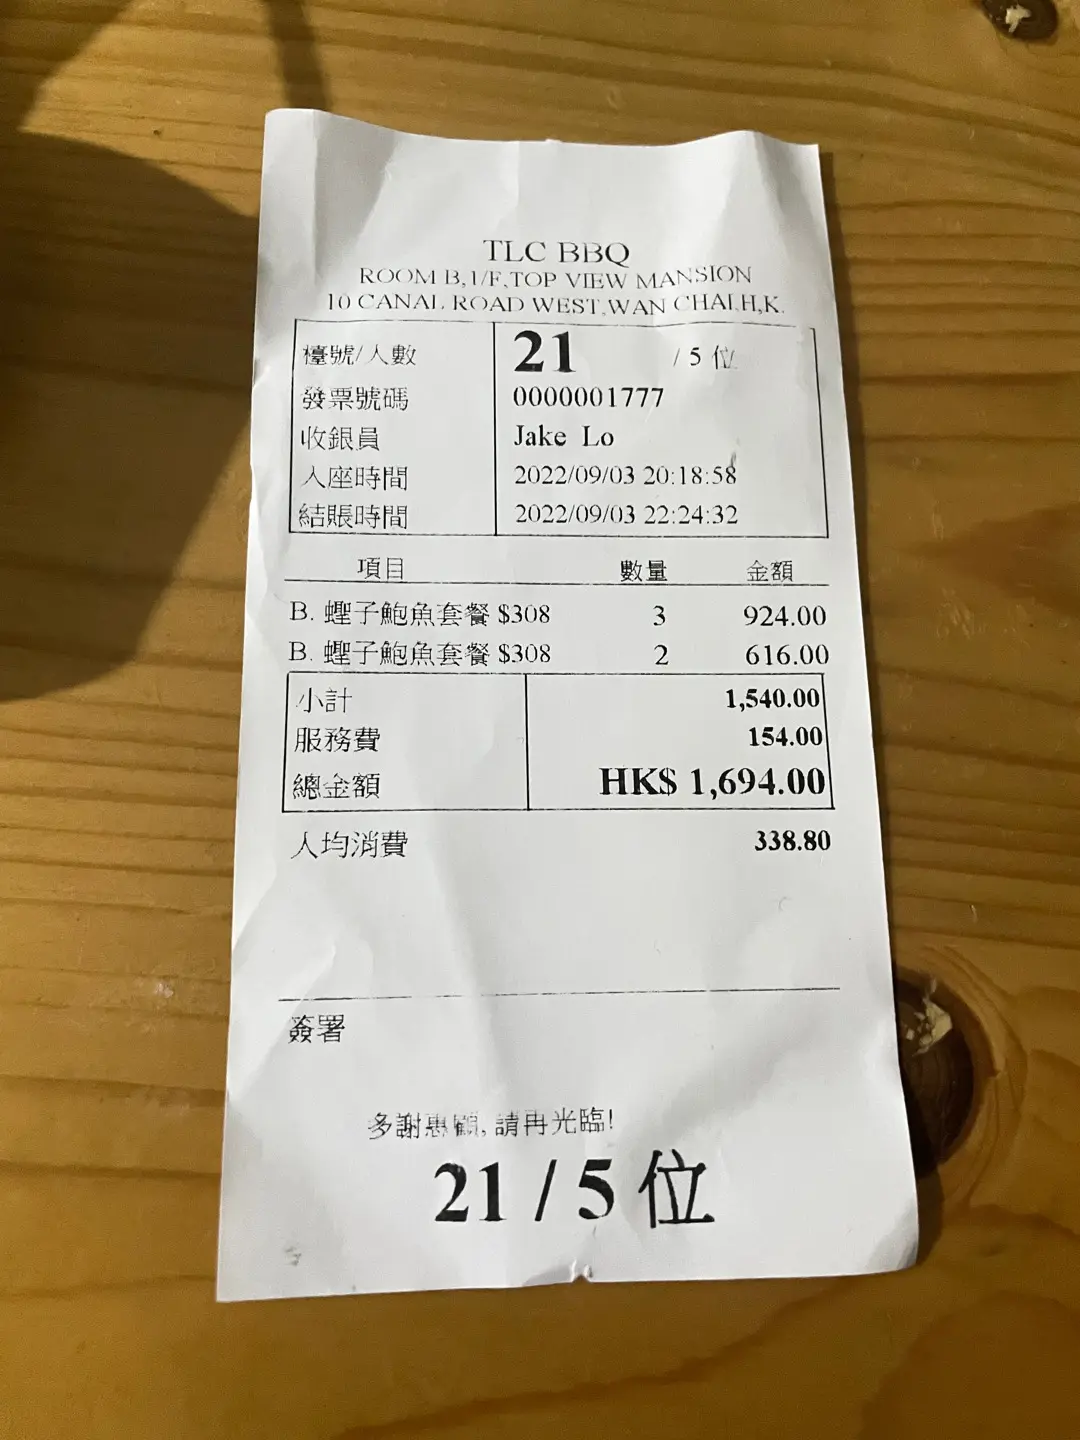 TLC BBQ
ROOM B,1/F,TOP VIEW MANSION
10 CANAL ROAD WEST,WAN CHAI,H,K.
檯號/人數 21 / 5 位
發票號碼 0000001777
收銀員 Jake Lo
入座時間 2022/09/03 20:18:58
結賬時間 2022/09/03 22:24:32
項目 數量 金額
B. 蟶子鮑魚套餐 $308 3 924.00
B. 蟶子鮑魚套餐 $308 2 616.00
小計 1,540.00
服務費 154.00
總金額 HK$ 1,694.00
人均消費 338.80
簽署
多謝惠顧, 請再光臨!
21 / 5 位